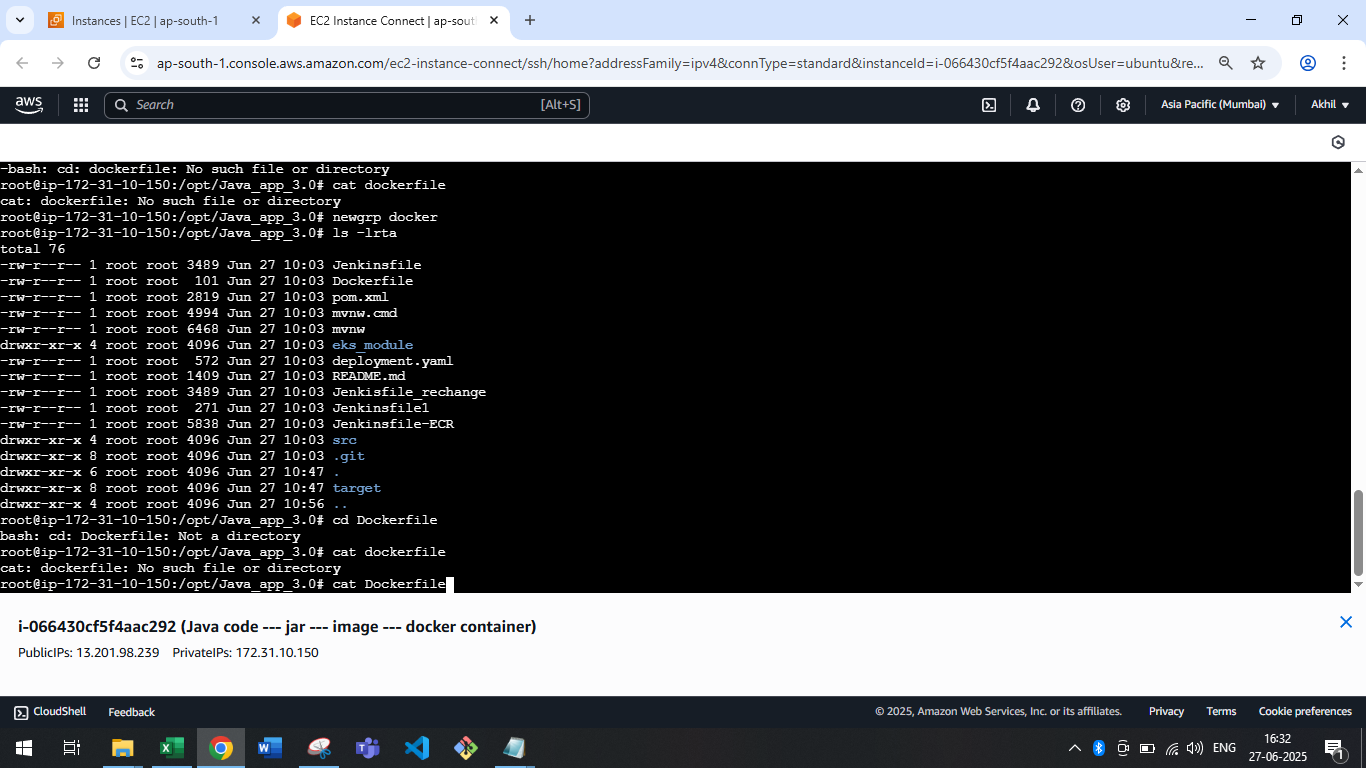 Instances | EC2 | ap-south-1
EC2 Instance Connect | ap-sout
ap-south-1.console.aws.amazon.com/ec2-instance-connect/ssh/home?addressFamily=ipv4&connType=standard&instanceId=i-066430cf5f4aac292&osUser=ubuntu&re...
aws
Search
[Alt+S]
Asia Pacific (Mumbai)
Akhil
-bash: cd: dockerfile: No such file or directory
root@ip-172-31-10-150:/opt/Java_app_3.0# cat dockerfile
cat: dockerfile: No such file or directory
root@ip-172-31-10-150:/opt/Java_app_3.0# newgrp docker
root@ip-172-31-10-150:/opt/Java_app_3.0# ls -lrta
total 76
-rw-r--r-- 1 root root 3489 Jun 27 10:03 Jenkinsfile
-rw-r--r-- 1 root root  101 Jun 27 10:03 Dockerfile
-rw-r--r-- 1 root root 2819 Jun 27 10:03 pom.xml
-rw-r--r-- 1 root root 4994 Jun 27 10:03 mvnw.cmd
-rw-r--r-- 1 root root 6468 Jun 27 10:03 mvnw
drwxr-xr-x 4 root root 4096 Jun 27 10:03 eks_module
-rw-r--r-- 1 root root  572 Jun 27 10:03 deployment.yaml
-rw-r--r-- 1 root root 1409 Jun 27 10:03 README.md
-rw-r--r-- 1 root root 3489 Jun 27 10:03 Jenkisfile_rechange
-rw-r--r-- 1 root root  271 Jun 27 10:03 Jenkinsfile1
-rw-r--r-- 1 root root 5838 Jun 27 10:03 Jenkinsfile-ECR
drwxr-xr-x 4 root root 4096 Jun 27 10:03 src
drwxr-xr-x 8 root root 4096 Jun 27 10:03 .git
drwxr-xr-x 6 root root 4096 Jun 27 10:47 .
drwxr-xr-x 8 root root 4096 Jun 27 10:47 target
drwxr-xr-x 4 root root 4096 Jun 27 10:56 ..
root@ip-172-31-10-150:/opt/Java_app_3.0# cd Dockerfile
bash: cd: Dockerfile: Not a directory
root@ip-172-31-10-150:/opt/Java_app_3.0# cat dockerfile
cat: dockerfile: No such file or directory
root@ip-172-31-10-150:/opt/Java_app_3.0# cat Dockerfile
i-066430cf5f4aac292 (Java code --- jar --- image --- docker container)
PublicIPs: 13.201.98.239 PrivateIPs: 172.31.10.150
CloudShell Feedback © 2025, Amazon Web Services, Inc. or its affiliates. Privacy Terms Cookie preferences
ENG
16:32
27-06-2025
1